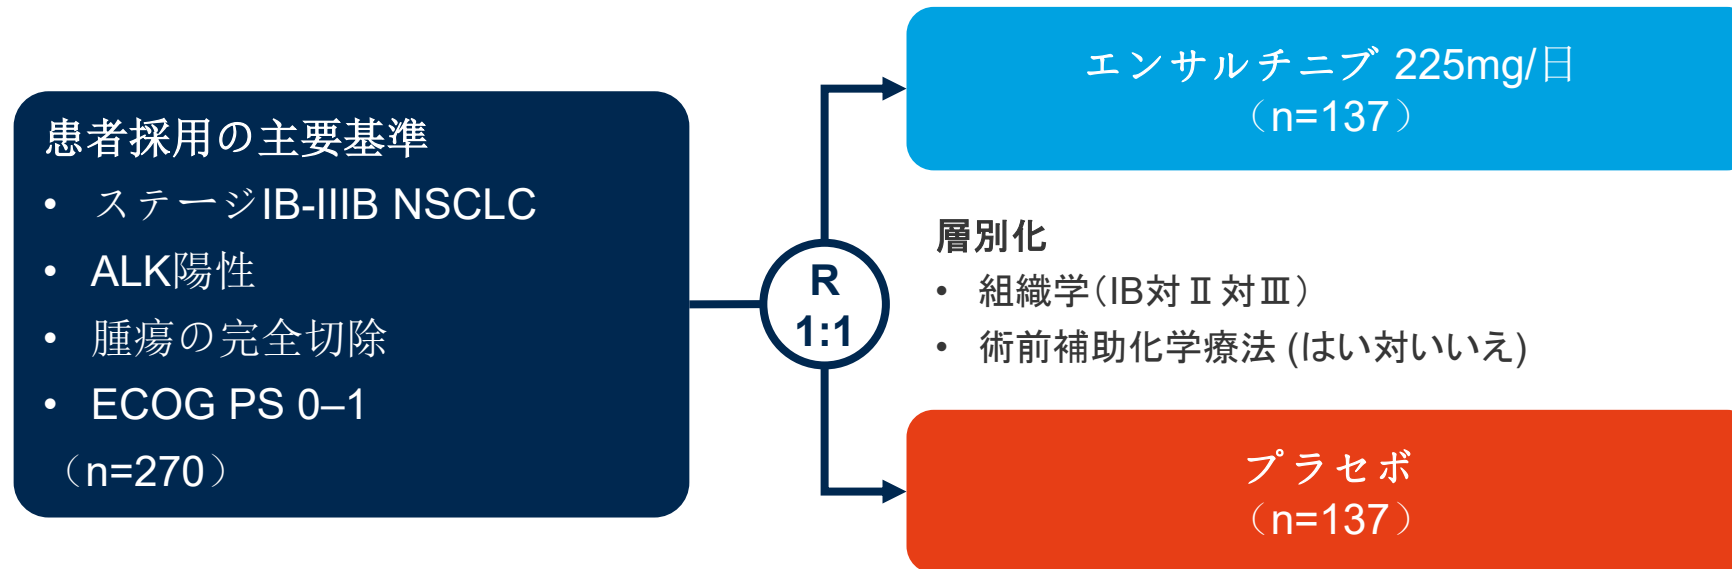 患者採用の主要基準
• ステージIB-IIIB NSCLC
• ALK陽性
• 腫瘍の完全切除
• ECOG PS 0–1
（n=270）
R
1:1
エンサルチニブ 225mg/日
（n=137）
層別化
• 組織学（IB対Ⅱ対Ⅲ）
• 術前補助化学療法 (はい対いいえ)
プラセボ
（n=137）